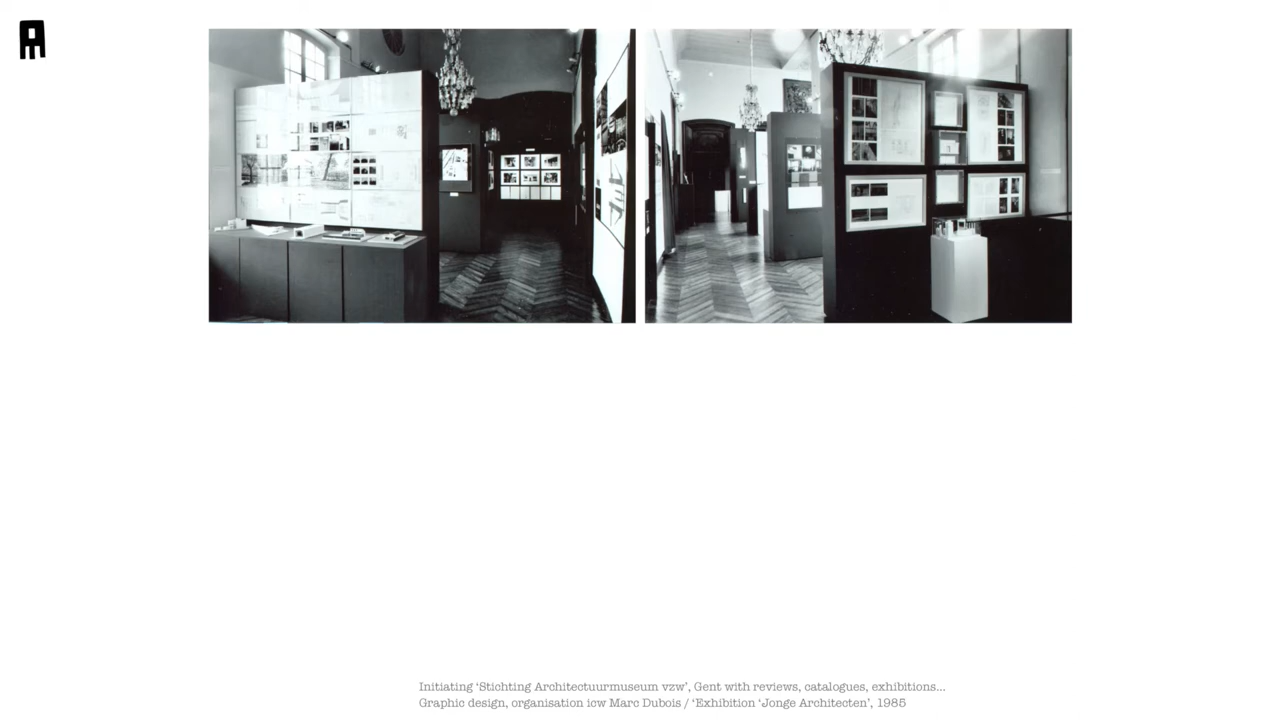 Initiating ‘Stichting Architectuurmuseum vzw’, Gent with reviews, catalogues, exhibitions...
Graphic design, organisation icw Marc Dubois / ‘Exhibition ‘Jonge Architecten’, 1985